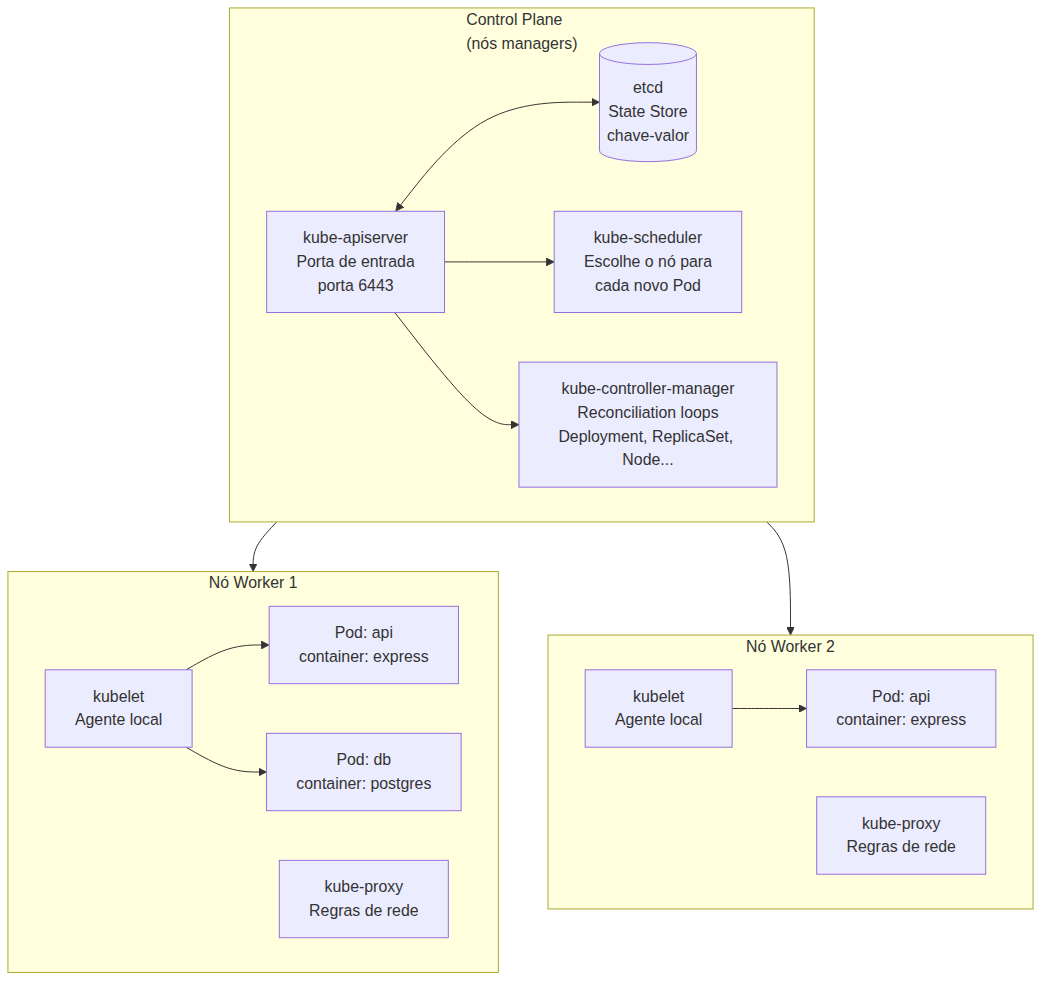 Control Plane
(nós managers)
etcd
State Store
chave-valor
kube-apiserver
Porta de entrada
porta 6443
kube-scheduler
Escolhe o nó para
cada novo Pod
kube-controller-manager
Reconciliation loops
Deployment, ReplicaSet,
Node...
Nó Worker 1
kubelet
Agente local
Pod: api
container: express
Pod: db
container: postgres
kube-proxy
Regras de rede
Nó Worker 2
kubelet
Agente local
Pod: api
container: express
kube-proxy
Regras de rede